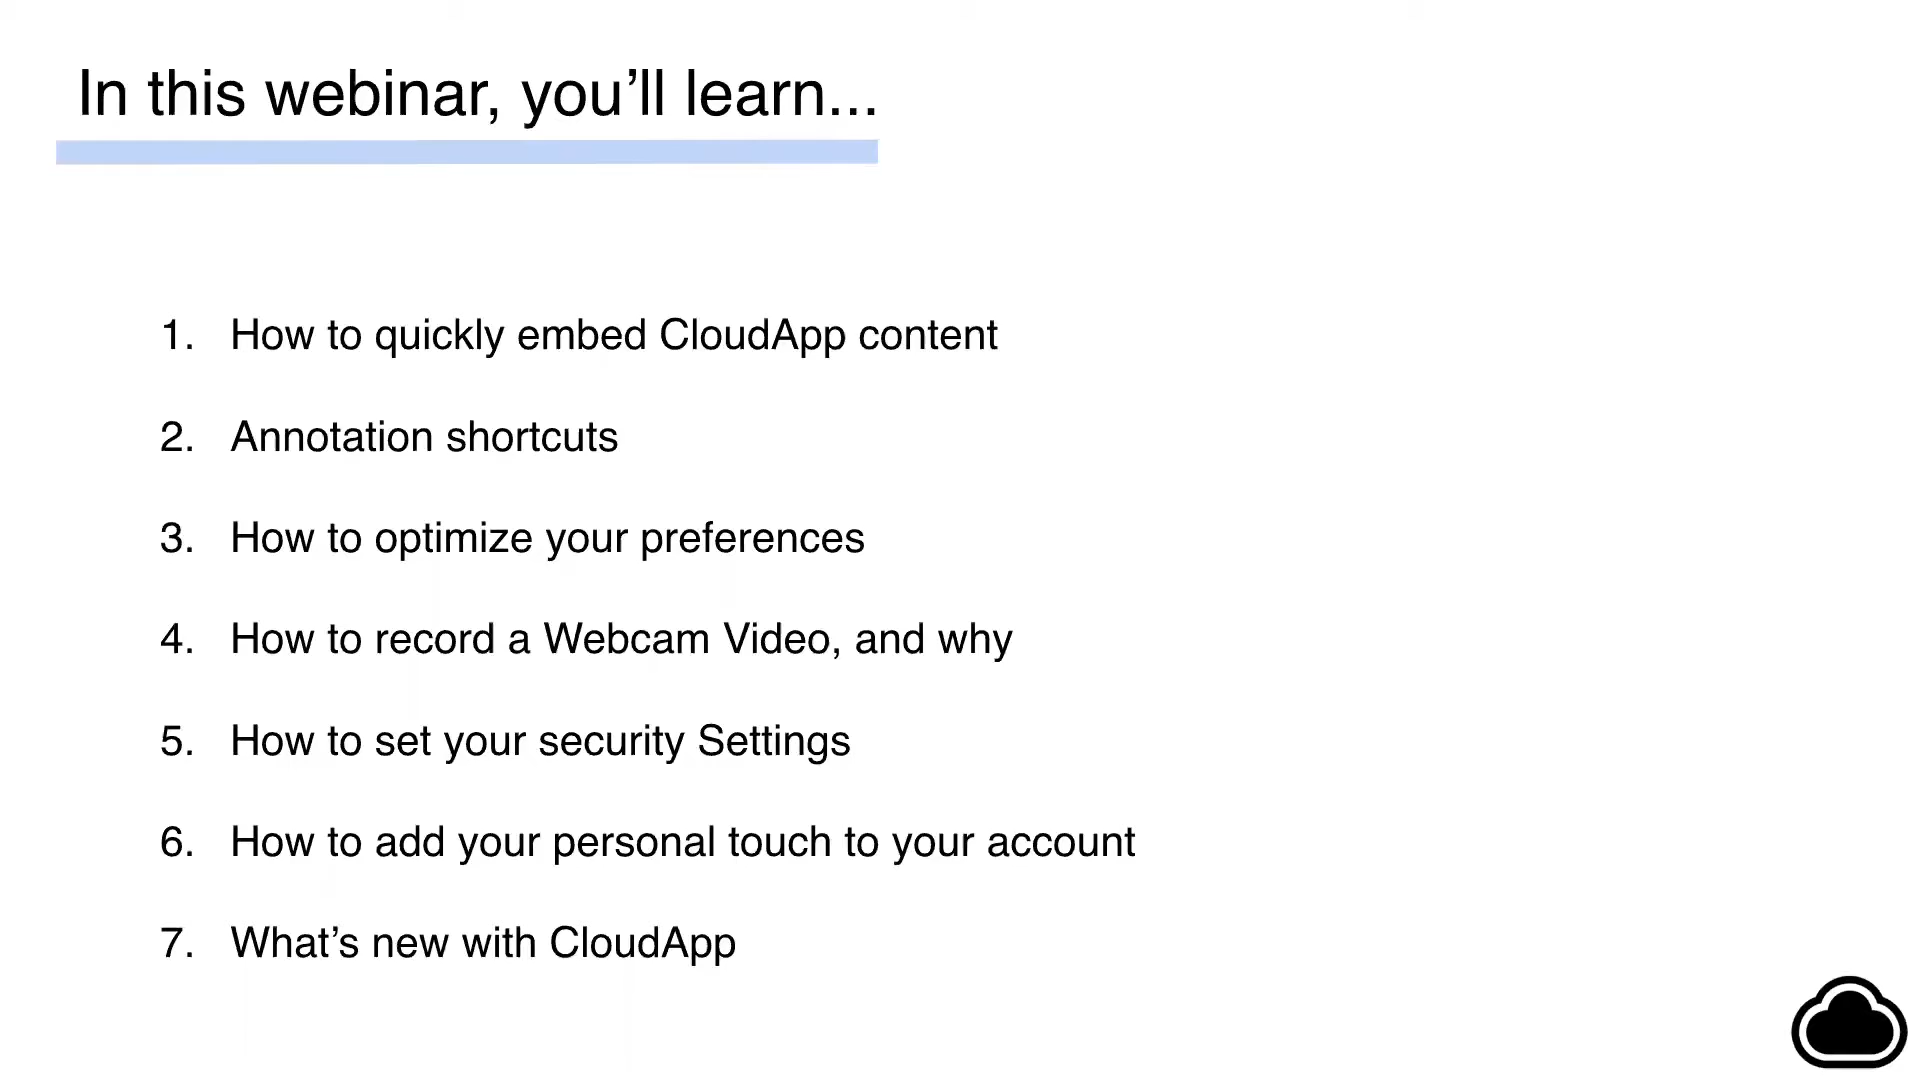 In this webinar, you’ll learn...
1. How to quickly embed CloudApp content
2. Annotation shortcuts
3. How to optimize your preferences
4. How to record a Webcam Video, and why
5. How to set your security Settings
6. How to add your personal touch to your account
7. What’s new with CloudApp